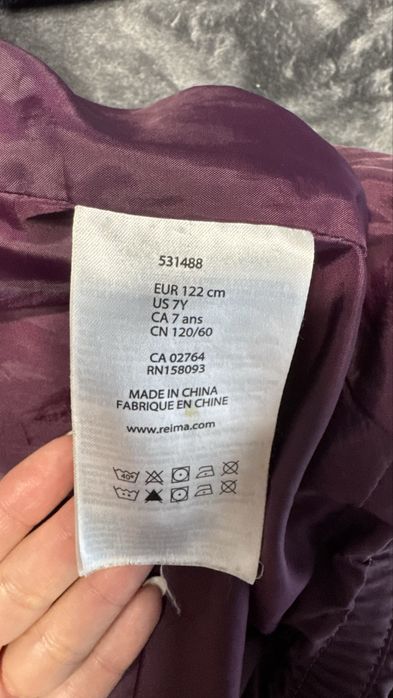 531488
EUR 122 cm
US 7Y
CA 7 ans
CN 120/60
CA 02764
RN158093
MADE IN CHINA
FABRIQUE EN CHINE
www.reima.com
40°